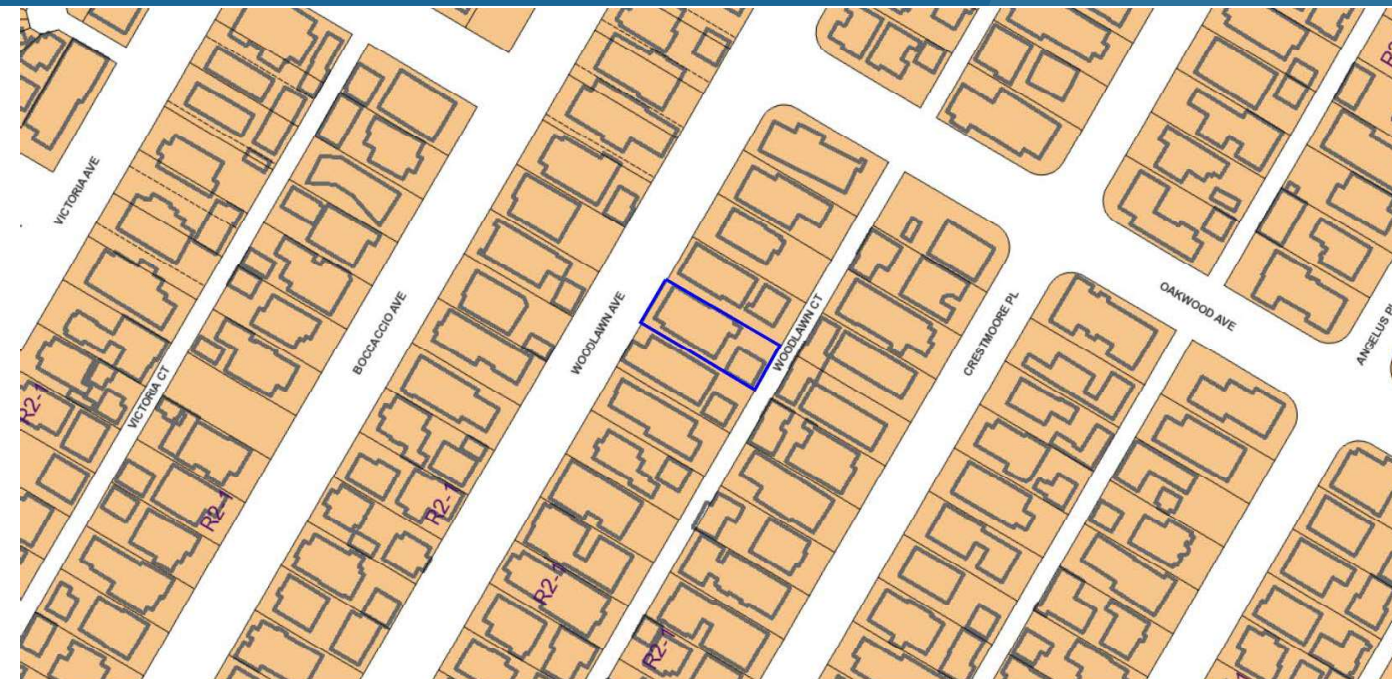 VICTORIA AVE
R2-1
VICTORIA CT
R2-1
BOCCACCIO AVE
R2-1
WOODLAWN AVE
R2-1
WOODLAWN CT
R2-1
CRESTMOORE PL
OAKWOOD AVE